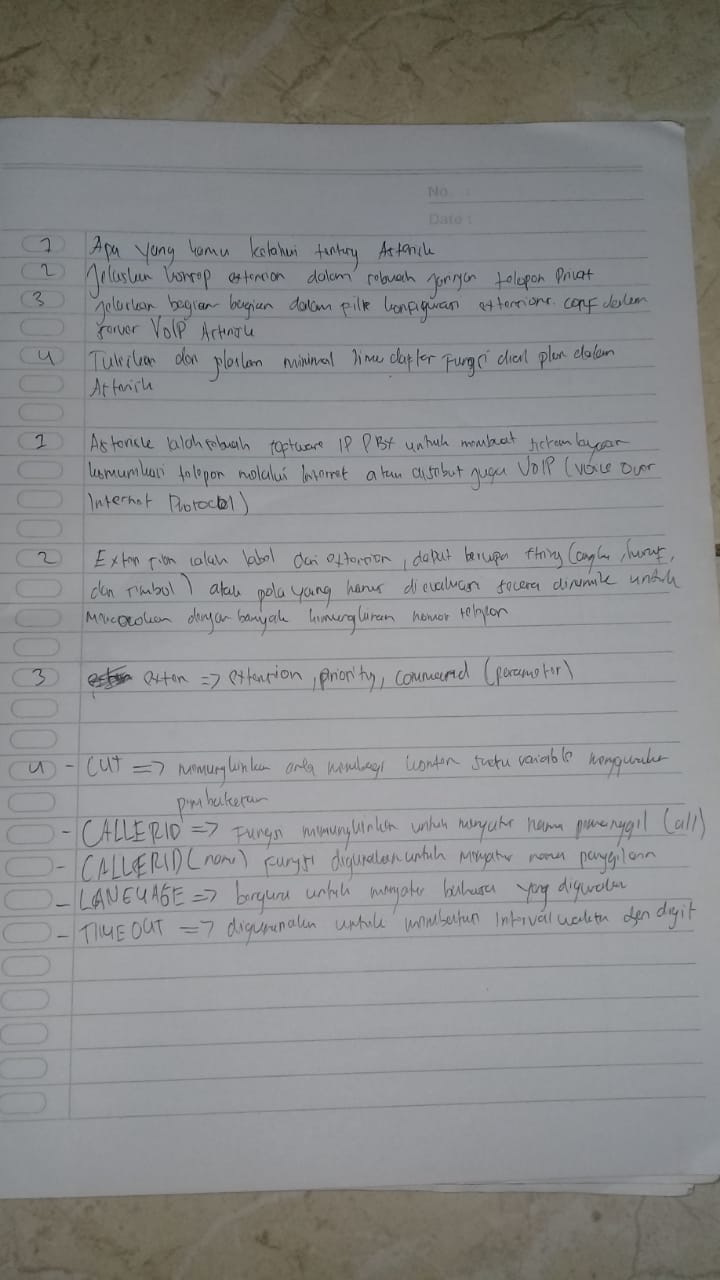 No :
Date :
1 Apa yang kamu ketahui tentang Asterisk
2 Jelaskan konsep extension dalam sebuah jaringan telepon Privat
3 jelaskan bagian bagian dalam file konfigurasi extensions.conf dalam
server VoIP Asterisk
4 Tuliskan dan jelaskan minimal lima daftar Fungsi dial plan dalam
Asterisk
1 Asterisk ialah sebuah software IP PBX untuk membuat sistem layanan
komunikasi telepon melalui Internet atau disebut juga VOIP (voice over
Internet Protocol)
2 Extension ialah label dari extension, dapat berupa string (angka, huruf,
dan simbol) atau pola yang harus di evaluasi secara dinamik untuk
Mencocokan dengan banyak kemungkinan nomor telepon
3 exten => extension, priority, command (parameter)
4 - CUT => memungkinkan anda membagi konten suatu variable menggunakan
pembatasan
- CALLERID => Fungsi memungkinkan untuk mengatur nama pemanggil (all)
- CALLERID (name) Fungsi digunakan untuk mengatur nama panggilan
- LANGUAGE => berguna untuk mengatur bahasa yang digunakan
- TIMEOUT => digunakan untuk membatasi interval waktu dan digit